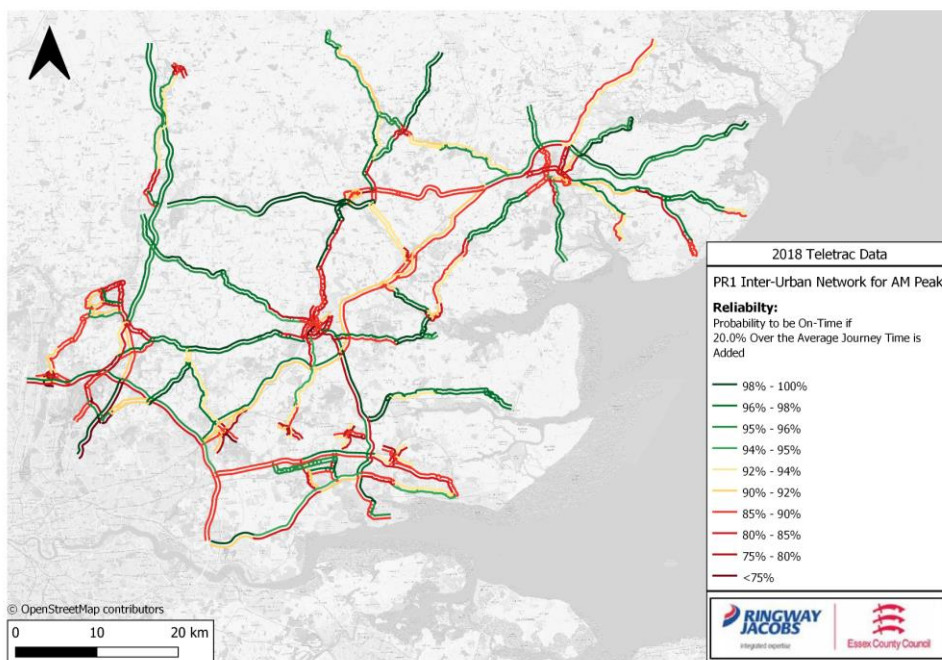 2018 Teletrac Data
PR1 Inter-Urban Network for AM Peak
Reliabilty:
Probability to be On-Time if
20.0% Over the Average Journey Time is
Added
98% - 100%
96% - 98%
95% - 96%
94% - 95%
92% - 94%
90% - 92%
85% - 90%
80% - 85%
75% - 80%
<75%
© OpenStreetMap contributors
0 10 20 km
RINGWAY
JACOBS
integrated expertise
Essex County Council